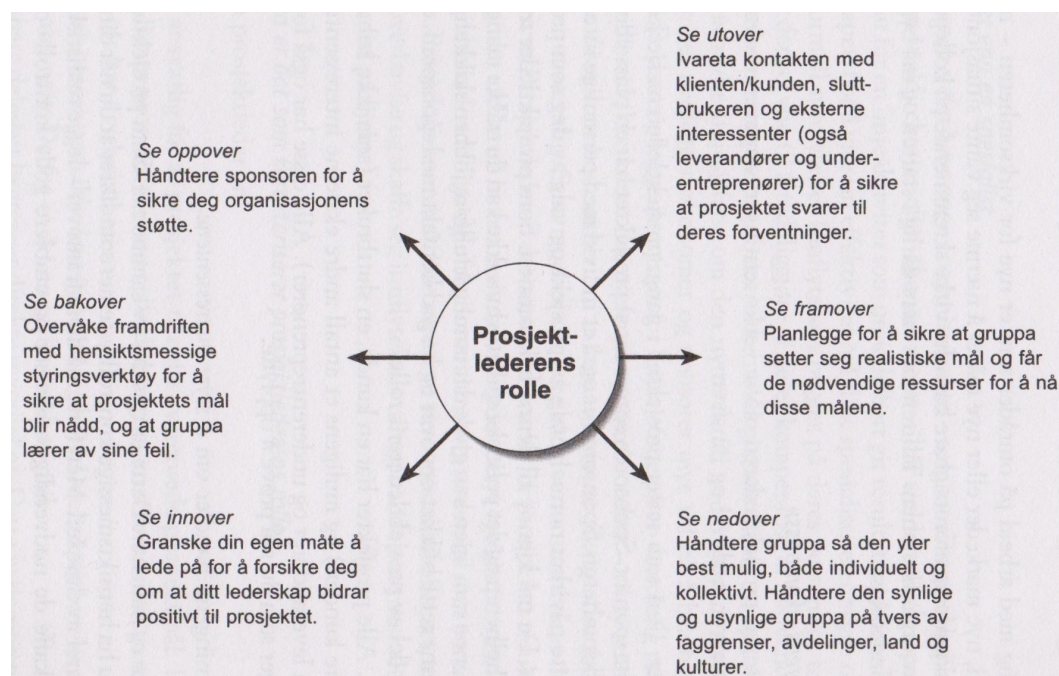 Se utover
Ivareta kontakten med
klienten/kunden, slutt-
brukeren og eksterne
interessenter (også
leverandører og under-
entreprenører) for å sikre
at prosjektet svarer til
deres forventninger.
Se oppover
Håndtere sponsoren for å
sikre deg organisasjonens
støtte.
Se bakover
Overvåke framdriften
med hensiktsmessige
styringsverktøy for å
sikre at prosjektets mål
blir nådd, og at gruppa
lærer av sine feil.
Prosjekt-
lederens
rolle
Se framover
Planlegge for å sikre at gruppa
setter seg realistiske mål og får
de nødvendige ressurser for å nå
disse målene.
Se innover
Granske din egen måte å
lede på for å forsikre deg
om at ditt lederskap bidrar
positivt til prosjektet.
Se nedover
Håndtere gruppa så den yter
best mulig, både individuelt og
kollektivt. Håndtere den synlige
og usynlige gruppa på tvers av
faggrenser, avdelinger, land og
kulturer.